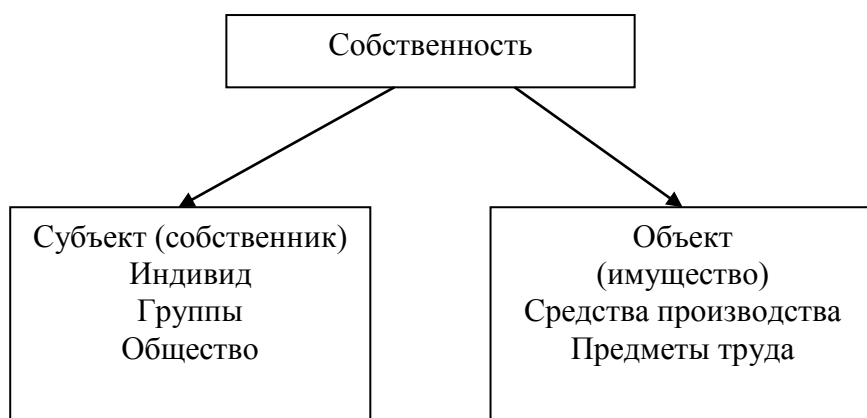 Собственность
Субъект (собственник)
Индивид
Группы
Общество
Объект
(имущество)
Средства производства
Предметы труда